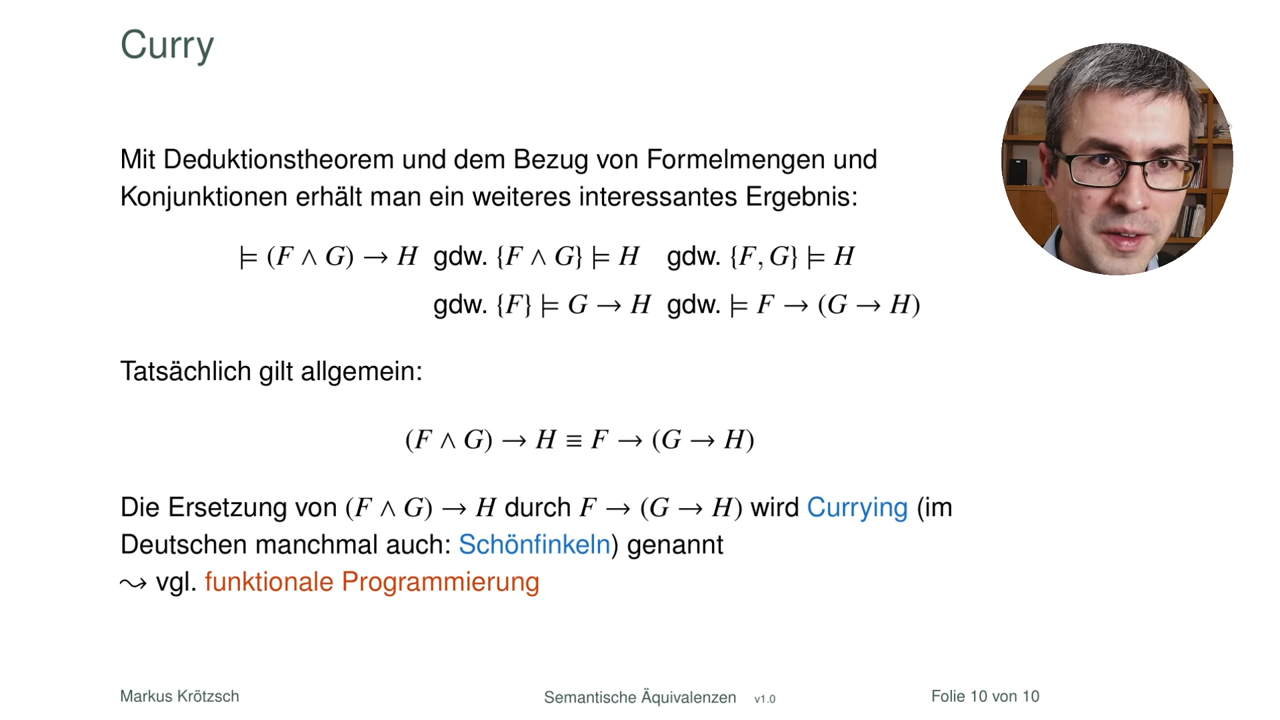 Curry
Mit Deduktionstheorem und dem Bezug von Formelmengen und
Konjunktionen erhält man ein weiteres interessantes Ergebnis:
⊨ (F ∧ G) → H gdw. {F ∧ G} ⊨ H gdw. {F, G} ⊨ H
gdw. {F} ⊨ G → H gdw. ⊨ F → (G → H)
Tatsächlich gilt allgemein:
(F ∧ G) → H ≡ F → (G → H)
Die Ersetzung von (F ∧ G) → H durch F → (G → H) wird Currying (im
Deutschen manchmal auch: Schönfinkeln) genannt
⤳ vgl. funktionale Programmierung
Markus Krötzsch Semantische Äquivalenzen v1.0 Folie 10 von 10